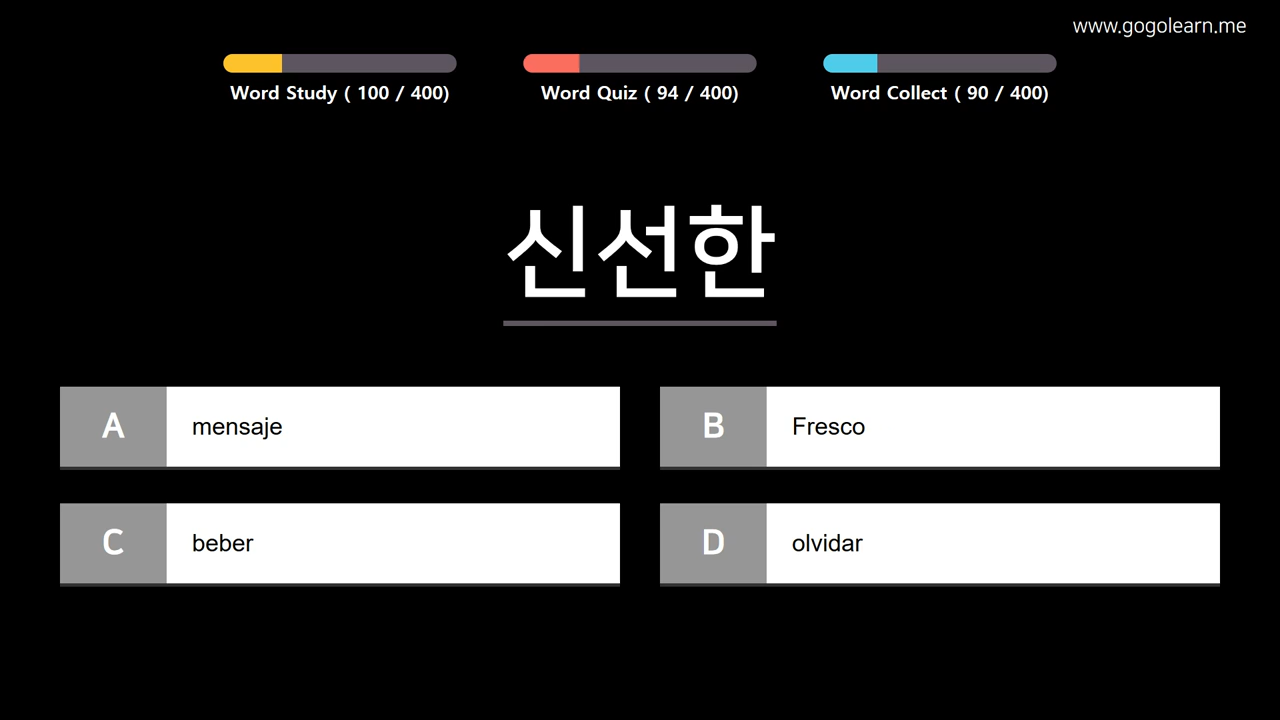 www.gogolearn.me
Word Study ( 100 / 400)
Word Quiz ( 94 / 400)
Word Collect ( 90 / 400)
신선한
A mensaje
B Fresco
C beber
D olvidar